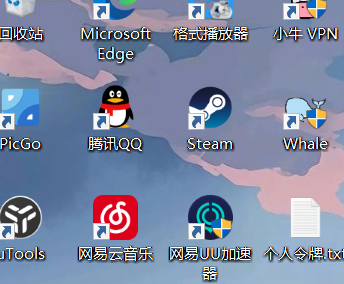 回收站
Microsoft
Edge
格式播放器
小牛 VPN
PicGo
腾讯QQ
Steam
Whale
uTools
网易云音乐
网易UU加速
器
个人令牌.txt